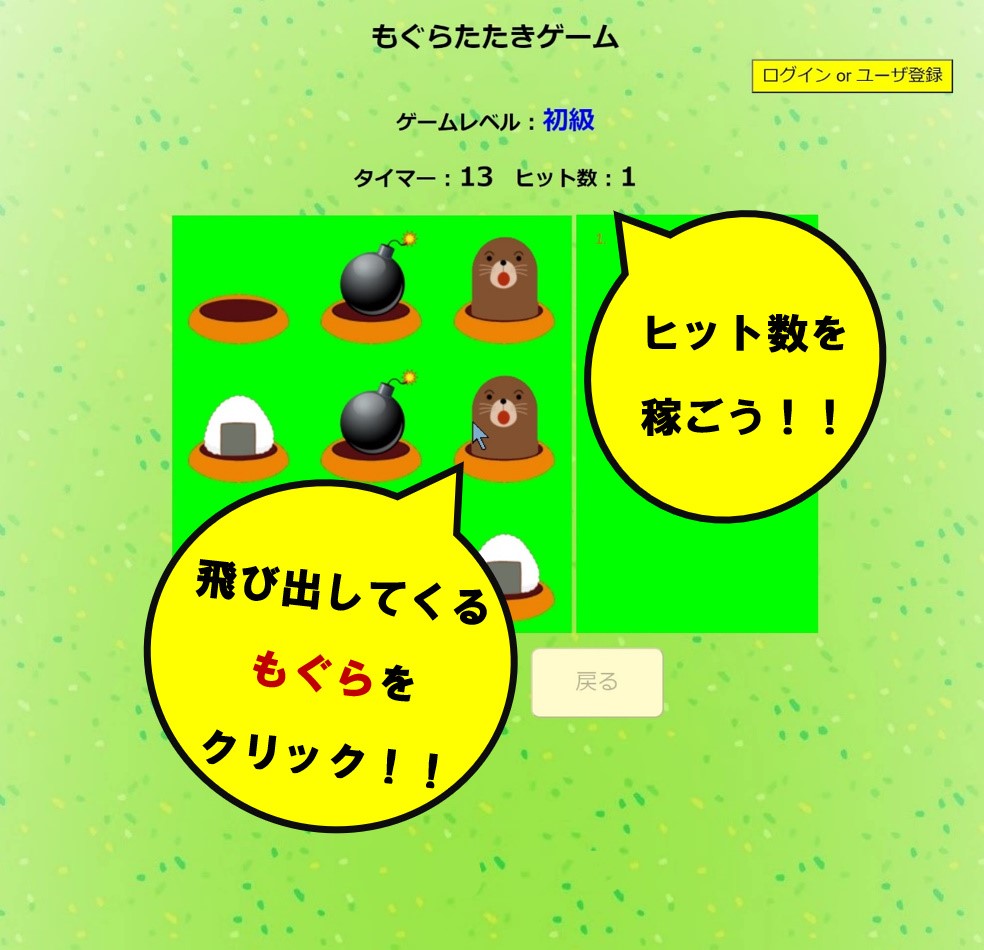 もぐらたたきゲーム
ログイン or ユーザ登録
ゲームレベル：初級
タイマー：13 ヒット数：1
1.
ヒット数を
稼ごう！！
飛び出してくる
もぐらを
クリック！！
戻る